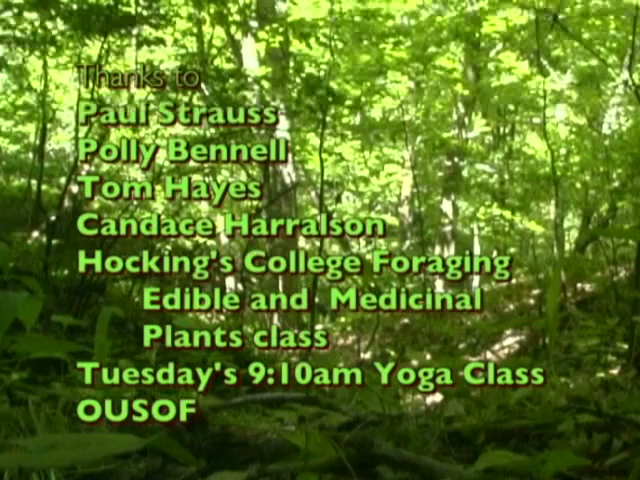 Thanks to
Paul Strauss
Polly Bennell
Tom Hayes
Candace Harralson
Hocking's College Foraging
Edible and Medicinal
Plants class
Tuesday's 9:10am Yoga Class
OUSOF